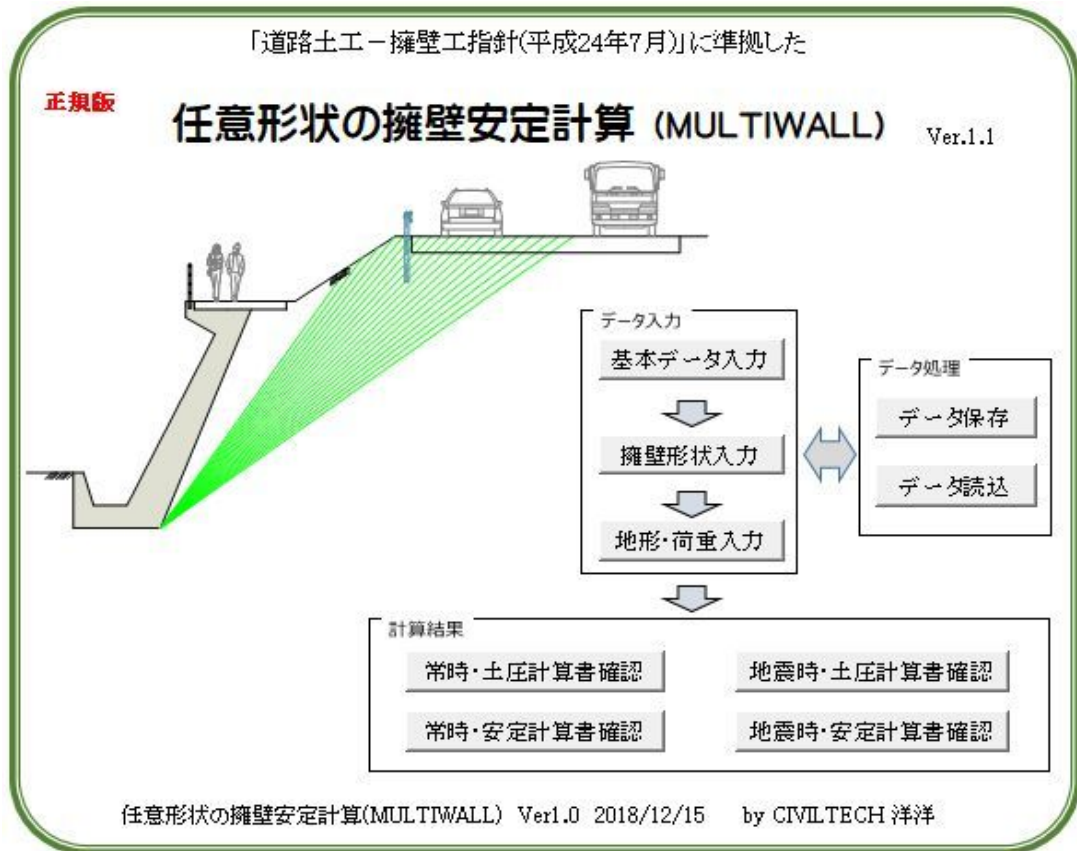 「道路土工－擁壁工指針(平成24年7月)」に準拠した
正規版
任意形状の擁壁安定計算 (MULTIWALL) Ver.1.1
データ入力
基本データ入力
擁壁形状入力
地形・荷重入力
データ処理
データ保存
データ読込
計算結果
常時・土圧計算書確認
地震時・土圧計算書確認
常時・安定計算書確認
地震時・安定計算書確認
任意形状の擁壁安定計算(MULTIWALL) Ver1.0 2018/12/15 by CIVILTECH 洋洋